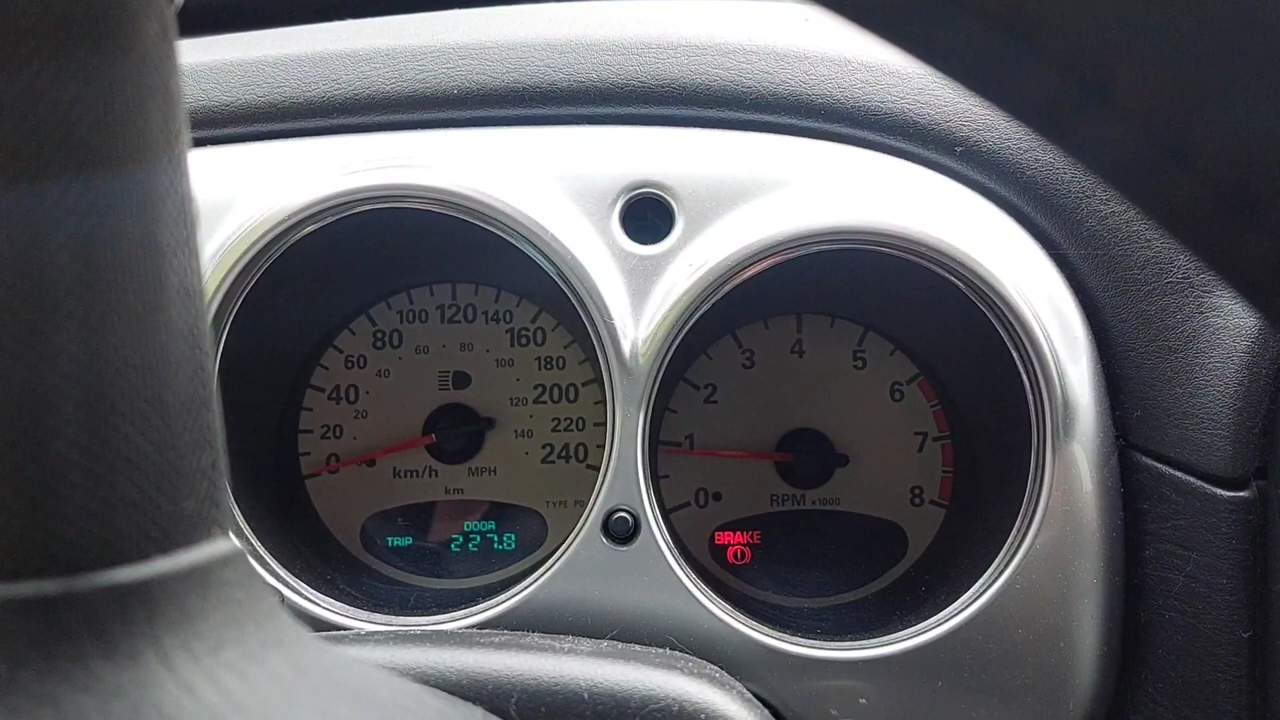 0 20 40 60 80 100 120 140 160 180 200 220 240
20 40 60 80 100 120 140
km/h MPH
km
TYPE PD
DOOR
TRIP 227.8
0 1 2 3 4 5 6 7 8
RPM x1000
BRAKE